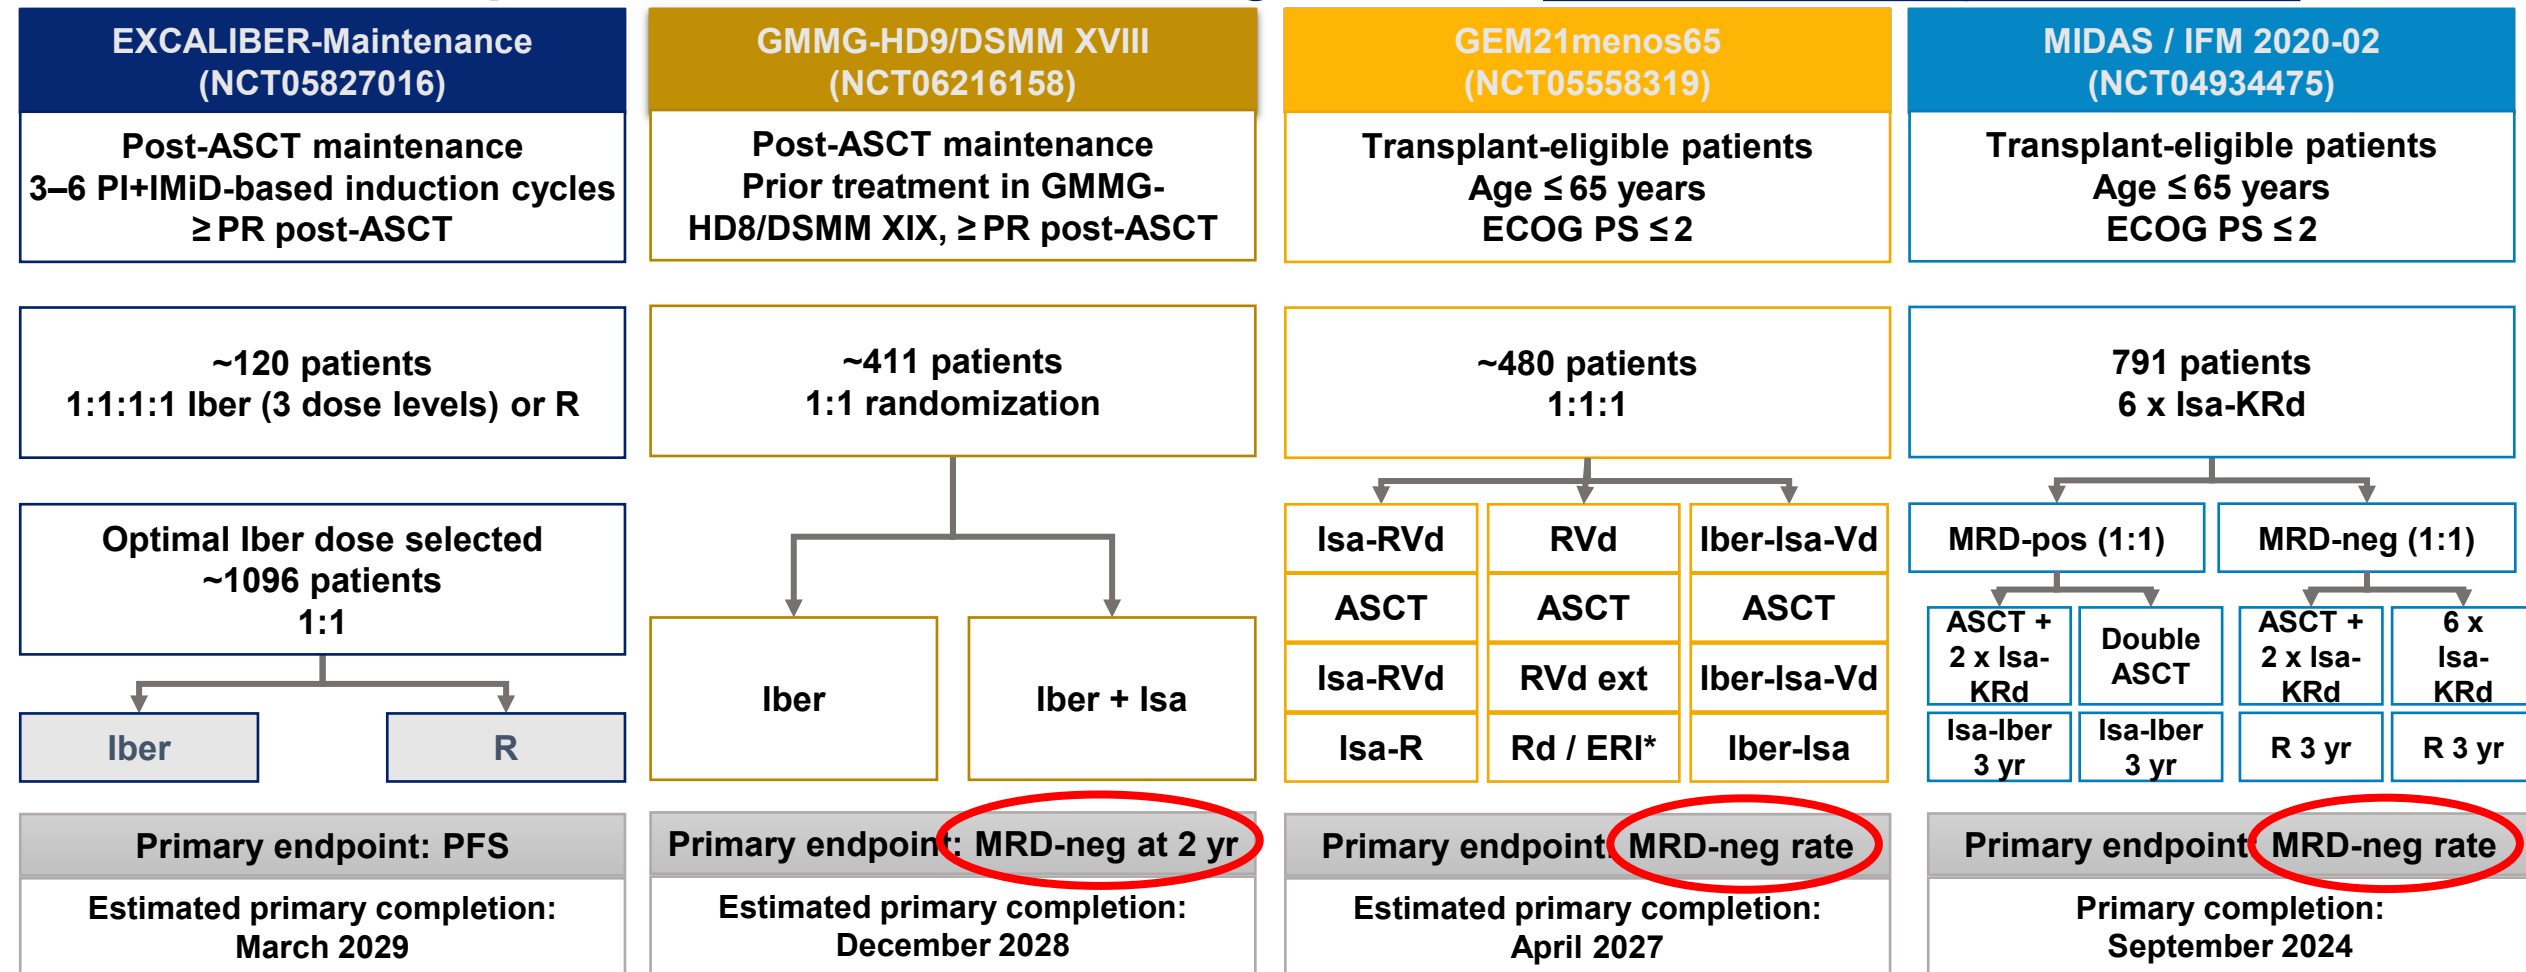 EXCALIBER-Maintenance
(NCT05827016)
Post-ASCT maintenance
3–6 PI+IMiD-based induction cycles
≥ PR post-ASCT
~120 patients
1:1:1:1 Iber (3 dose levels) or R
Optimal Iber dose selected
~1096 patients
1:1
Iber
R
Primary endpoint: PFS
Estimated primary completion:
March 2029
GMMG-HD9/DSMM XVIII
(NCT06216158)
Post-ASCT maintenance
Prior treatment in GMMG-
HD8/DSMM XIX, ≥ PR post-ASCT
~411 patients
1:1 randomization
Iber
Iber + Isa
Primary endpoint: MRD-neg at 2 yr
Estimated primary completion:
December 2028
GEM21menos65
(NCT05558319)
Transplant-eligible patients
Age ≤ 65 years
ECOG PS ≤ 2
~480 patients
1:1:1
Isa-RVd
RVd
Iber-Isa-Vd
ASCT
ASCT
ASCT
Isa-RVd
RVd ext
Iber-Isa-Vd
Isa-R
Rd / ERI*
Iber-Isa
Primary endpoint: MRD-neg rate
Estimated primary completion:
April 2027
MIDAS / IFM 2020-02
(NCT04934475)
Transplant-eligible patients
Age ≤ 65 years
ECOG PS ≤ 2
791 patients
6 x Isa-KRd
MRD-pos (1:1)
MRD-neg (1:1)
ASCT +
2 x Isa-
KRd
Double
ASCT
ASCT +
2 x Isa-
KRd
6 x
Isa-
KRd
Isa-Iber
3 yr
Isa-Iber
3 yr
R 3 yr
R 3 yr
Primary endpoint: MRD-neg rate
Primary completion:
September 2024